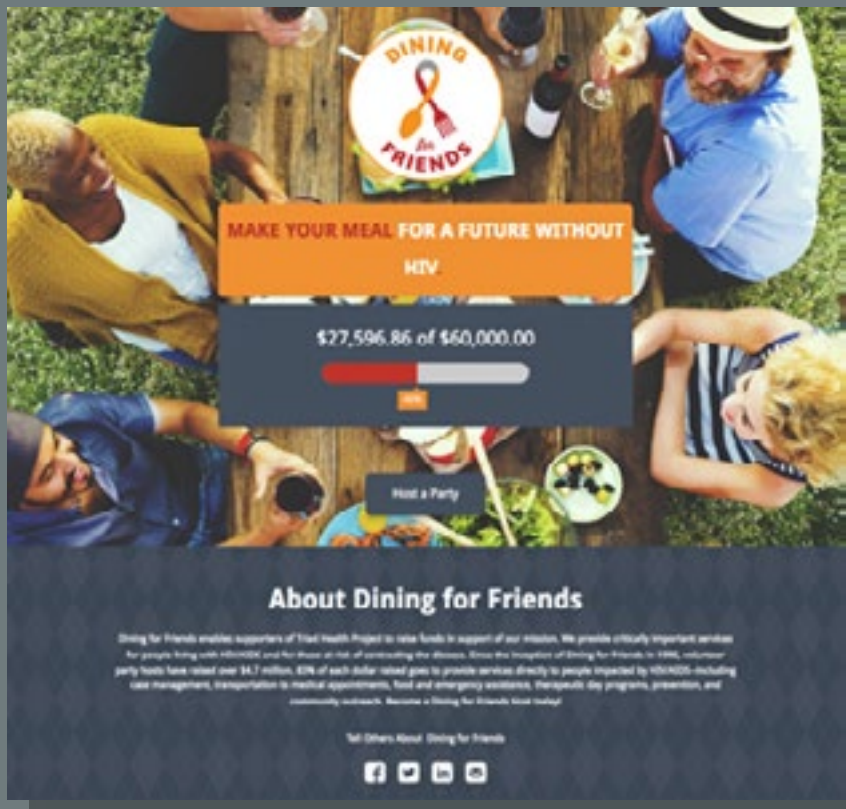 DINING
for
FRIENDS
MAKE YOUR MEAL FOR A FUTURE WITHOUT
HIV.
$27,596.86 of $60,000.00
Host a Party
About Dining for Friends
Dining for Friends enables supporters of Triad Health Project to raise funds in support of our mission. We provide critically important services
for people living with HIV/AIDS and for those at risk of contracting the disease. Since the inception of Dining for Friends in 1990, volunteer
party hosts have raised over $4.7 million. 83% of each dollar raised goes to provide services directly to people impacted by HIV/AIDS–including
case management, transportation to medical appointments, food and emergency assistance, therapeutic day programs, prevention, and
community outreach. Become a Dining for Friends host today!
Tell Others About Dining for Friends